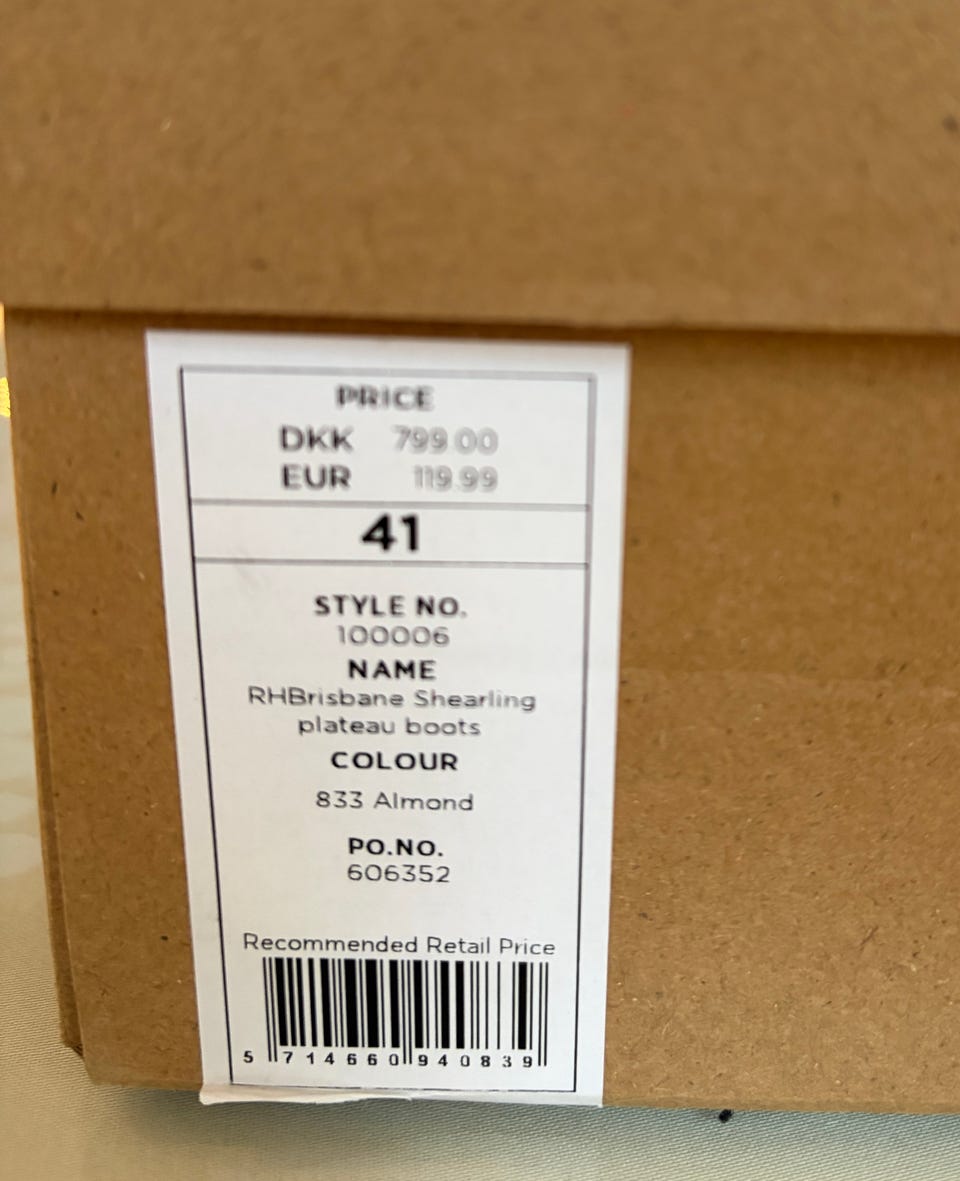 PRICE
DKK 799.00
EUR 119.99
41
STYLE NO.
100006
NAME
RHBrisbane Shearling
plateau boots
COLOUR
833 Almond
PO.NO.
606352
Recommended Retail Price
5 714660 940839